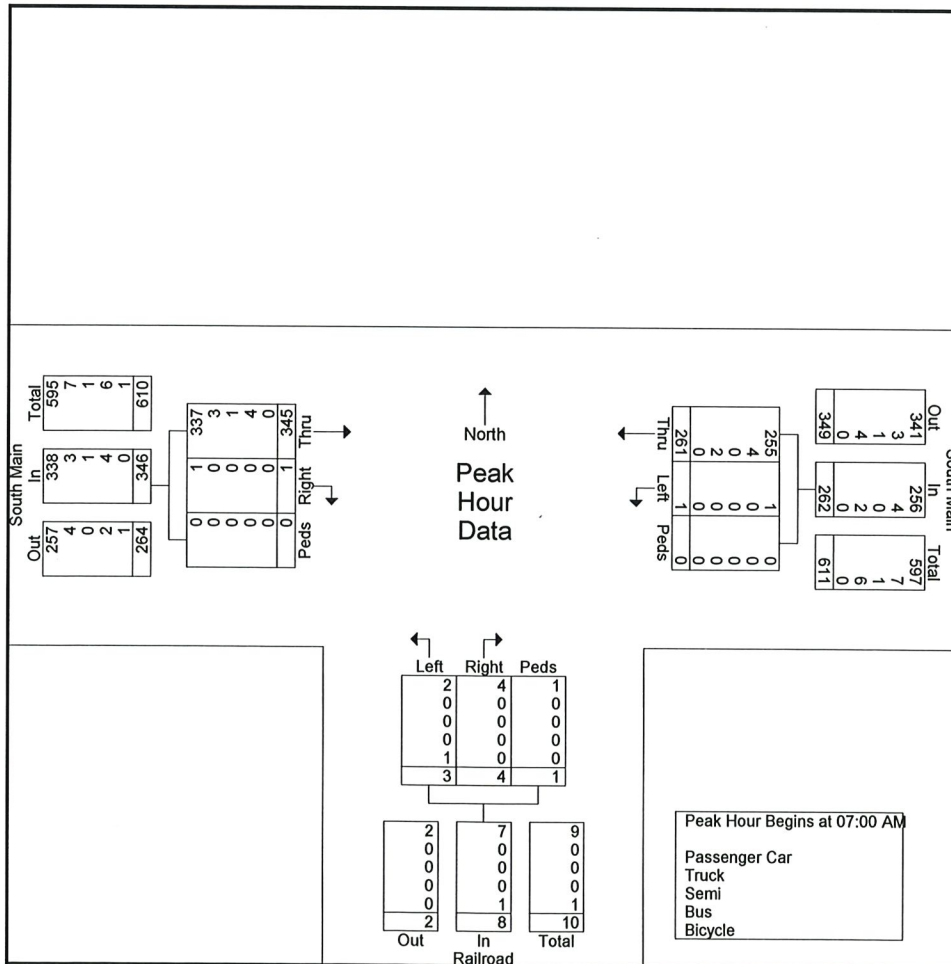 South Main
Out In Total
257 338 595
4 3 7
0 1 1
2 4 6
1 0 1
264 346 610
337 1 0
3 0 0
1 0 0
4 0 0
0 0 0
345 1 0
Thru Right Peds
North
Peak
Hour
Data
Thru Left Peds
261 1 0
0 0 0
2 0 0
0 0 0
4 0 0
255 1 0
349 262 611
0 0 0
4 2 6
1 0 1
3 4 7
341 256 597
Out In Total
Left Right Peds
2 4 1
0 0 0
0 0 0
0 0 0
1 0 0
3 4 1
2 7 9
0 0 0
0 0 0
0 0 0
0 1 1
2 8 10
Out In Total
Railroad
Peak Hour Begins at 07:00 AM
Passenger Car
Truck
Semi
Bus
Bicycle